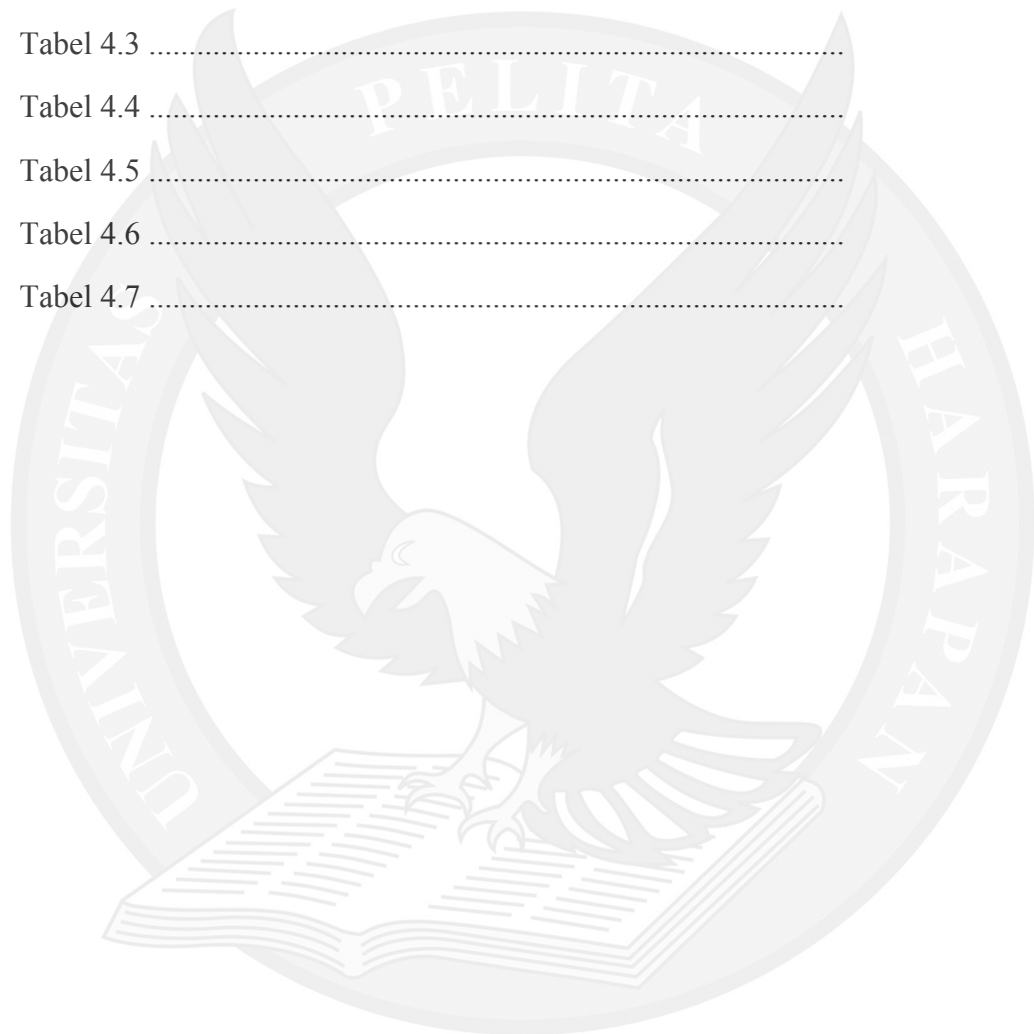 Tabel 4.3 ........................................................................................
Tabel 4.4 ........................................................................................
Tabel 4.5 ........................................................................................
Tabel 4.6 ........................................................................................
Tabel 4.7 ........................................................................................
UNIVERSITAS PELITA HARAPAN